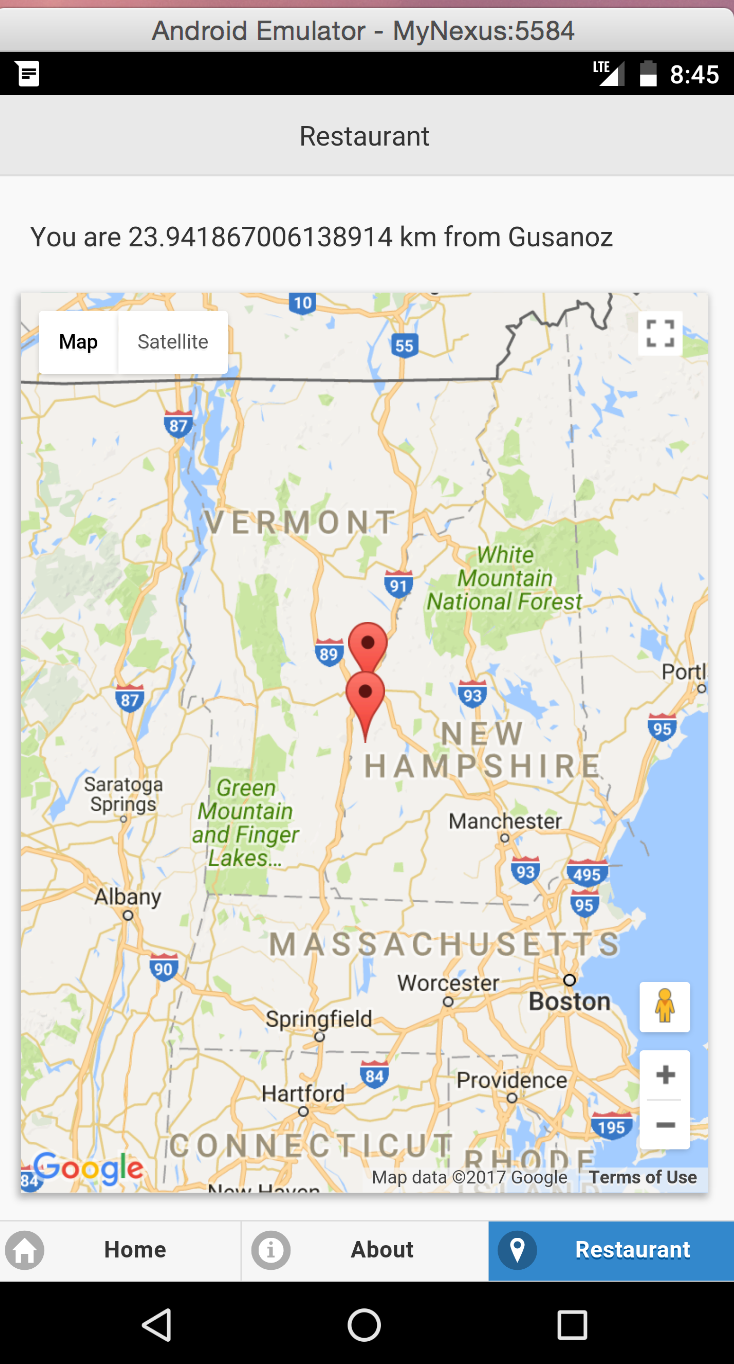 Android Emulator - MyNexus:5584
LTE 8:45
Restaurant
You are 23.941867006138914 km from Gusanoz
10
Map Satellite
55
87
VERMONT
White
Mountain
National Forest
91
89
Portl
87
93
95
NEW
HAMPSHIRE
Saratoga
Springs
Green
Mountain
and Finger
Lakes...
Manchester
93
495
95
Albany
MASSACHUSETTS
90
Worcester
Boston
Springfield
84
Providence
Hartford
195
CONNECTICUT
RHODE
ISLAND
84
Google
New Haven
Map data ©2017 Google Terms of Use
Home About Restaurant